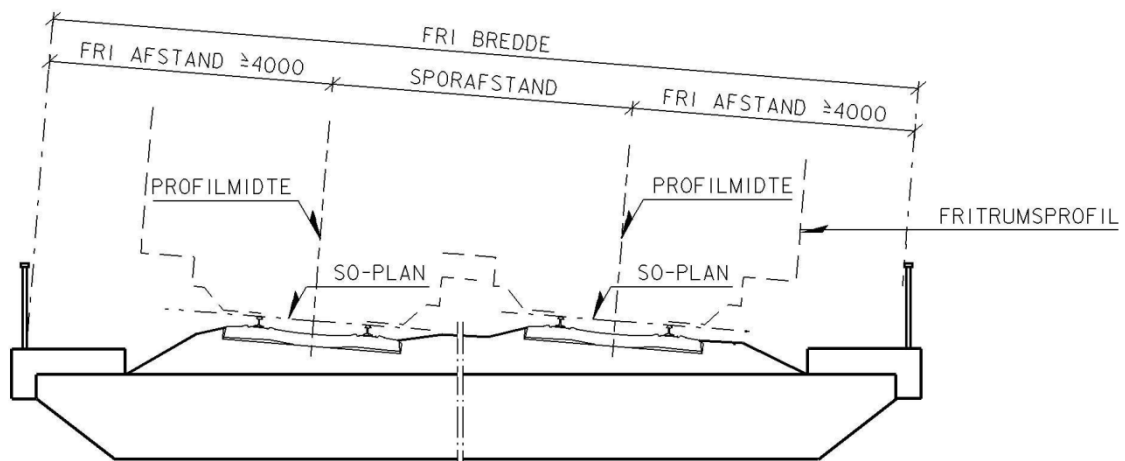 FRI BREDDE
FRI AFSTAND ≥4000
SPORAFSTAND
FRI AFSTAND ≥4000
PROFILMIDTE
PROFILMIDTE
FRITRUMSPROFIL
SO-PLAN
SO-PLAN